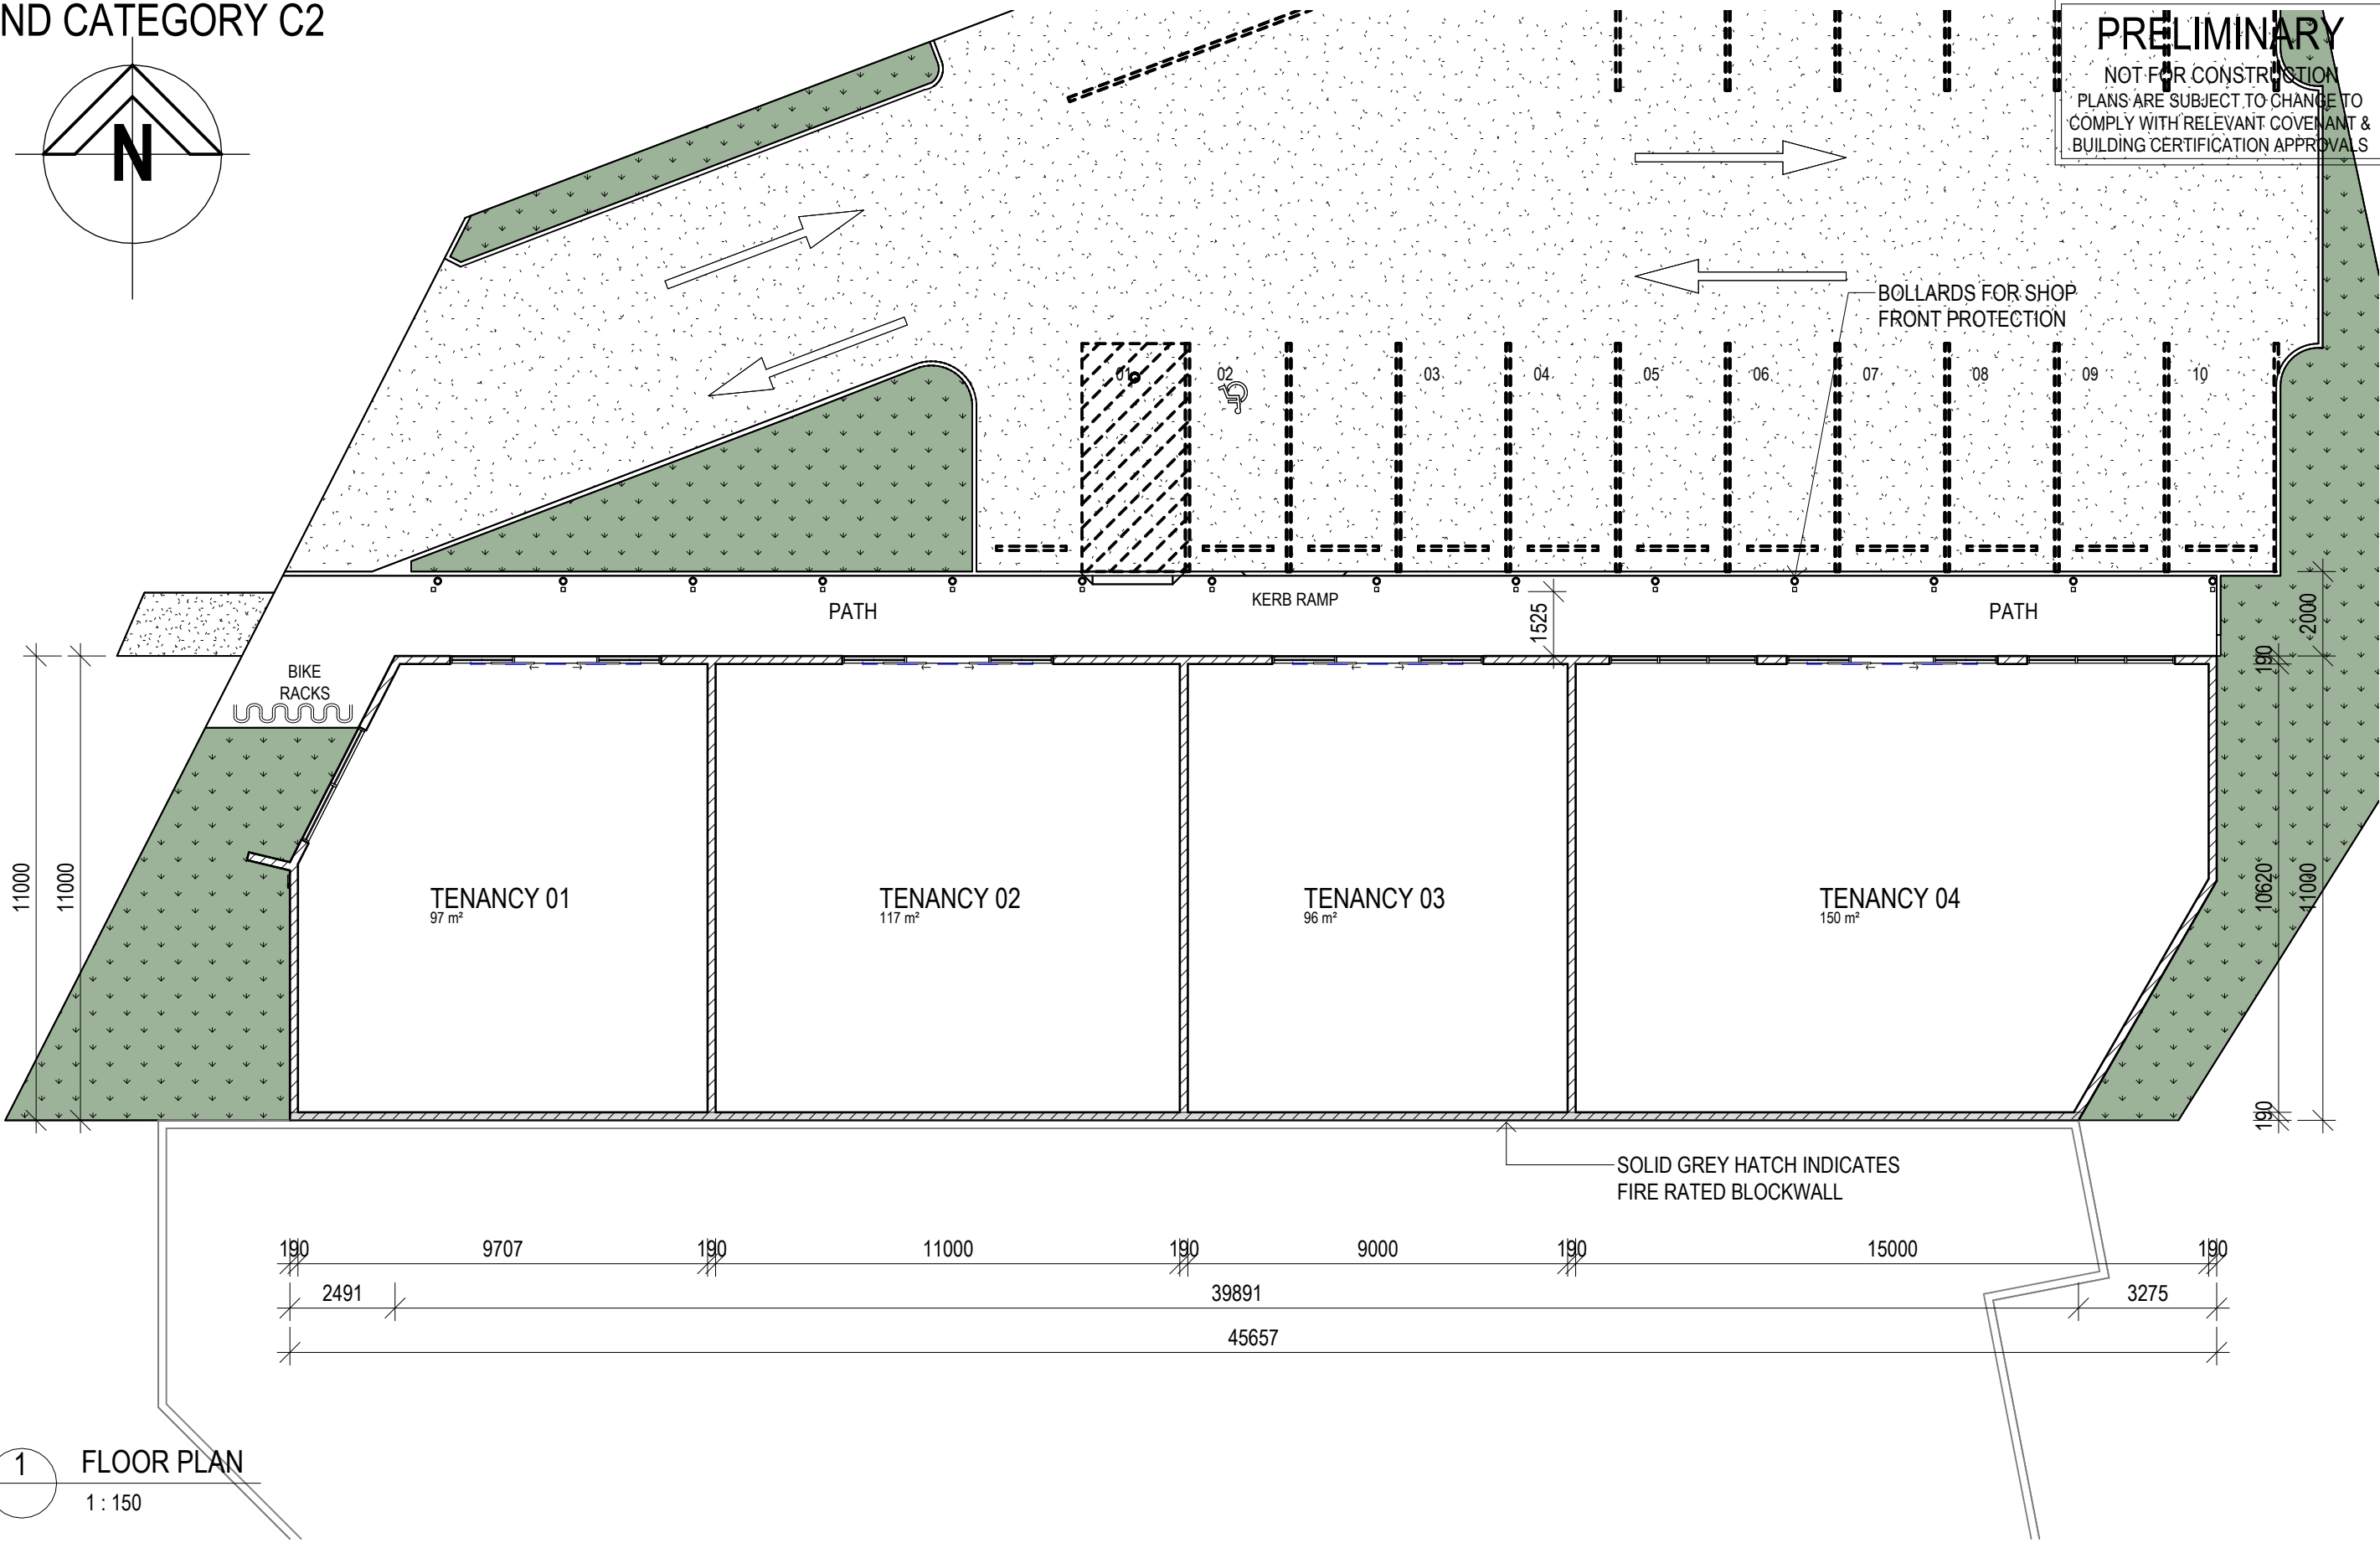 ND CATEGORY C2
N
PRELIMINARY
NOT FOR CONSTRUCTION
PLANS ARE SUBJECT TO CHANGE TO
COMPLY WITH RELEVANT COVENANT &
BUILDING CERTIFICATION APPROVALS
BOLLARDS FOR SHOP
FRONT PROTECTION
01
02
03
04
05
06
07
08
09
10
PATH
KERB RAMP
1525
PATH
2000
BIKE
RACKS
190
11000
11000
TENANCY 01
97 m²
TENANCY 02
117 m²
TENANCY 03
96 m²
TENANCY 04
150 m²
10620
11000
190
SOLID GREY HATCH INDICATES
FIRE RATED BLOCKWALL
190
9707
190
11000
190
9000
190
15000
190
2491
39891
3275
45657
1
FLOOR PLAN
1 : 150